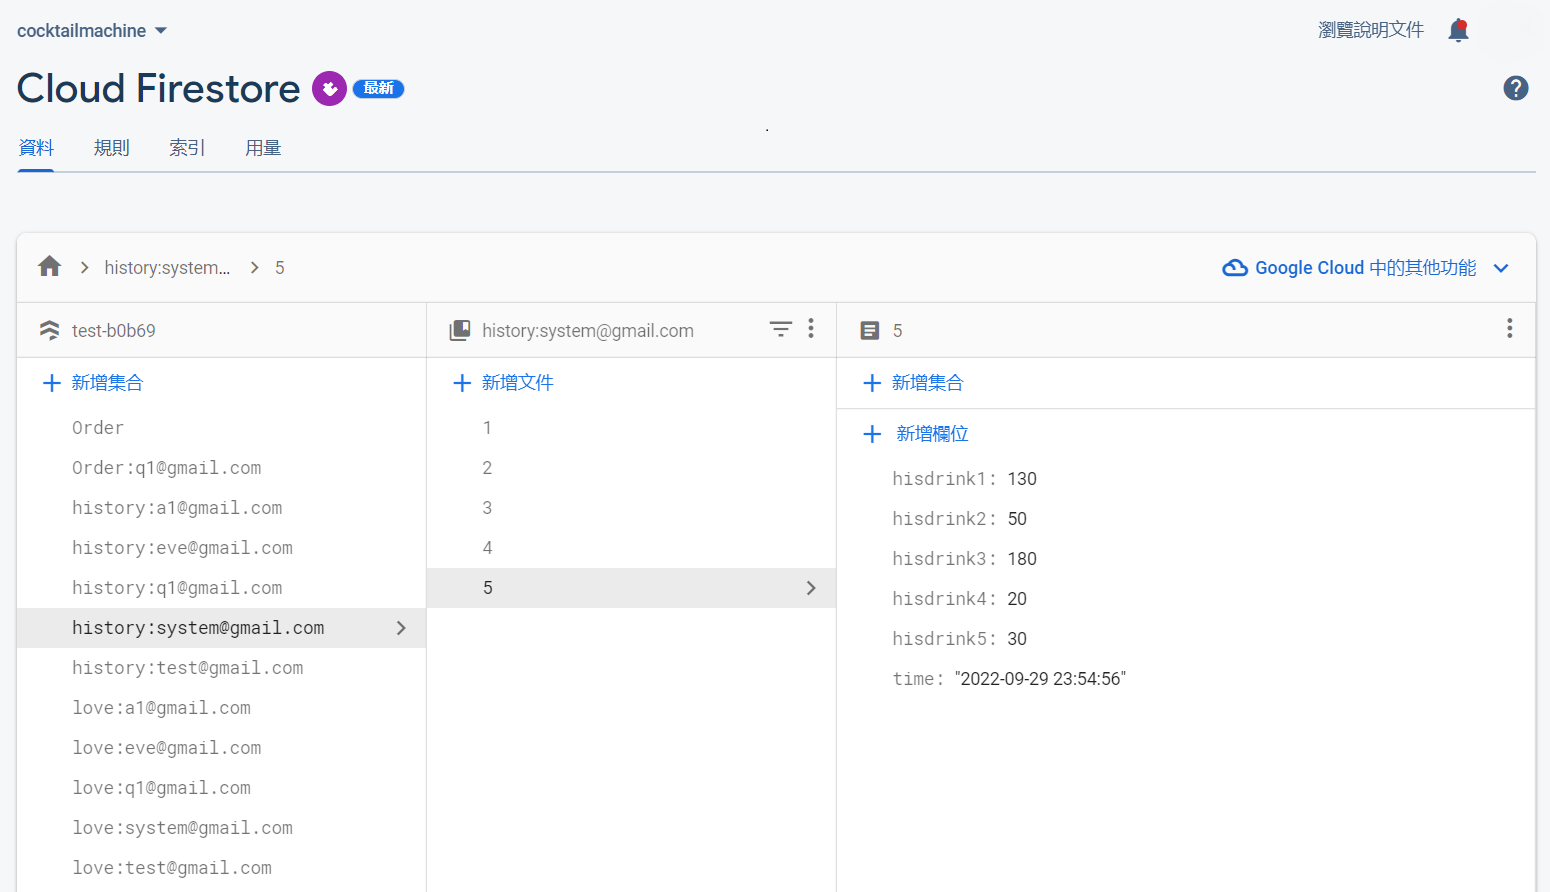 cocktailmachine
瀏覽說明文件
Cloud Firestore 最新
資料 規則 索引 用量
history:system... 5
Google Cloud 中的其他功能
test-b0b69
history:system@gmail.com
5
新增集合
Order
Order:q1@gmail.com
history:a1@gmail.com
history:eve@gmail.com
history:q1@gmail.com
history:system@gmail.com
history:test@gmail.com
love:a1@gmail.com
love:eve@gmail.com
love:q1@gmail.com
love:system@gmail.com
love:test@gmail.com
新增文件
1
2
3
4
5
新增集合
新增欄位
hisdrink1: 130
hisdrink2: 50
hisdrink3: 180
hisdrink4: 20
hisdrink5: 30
time: "2022-09-29 23:54:56"